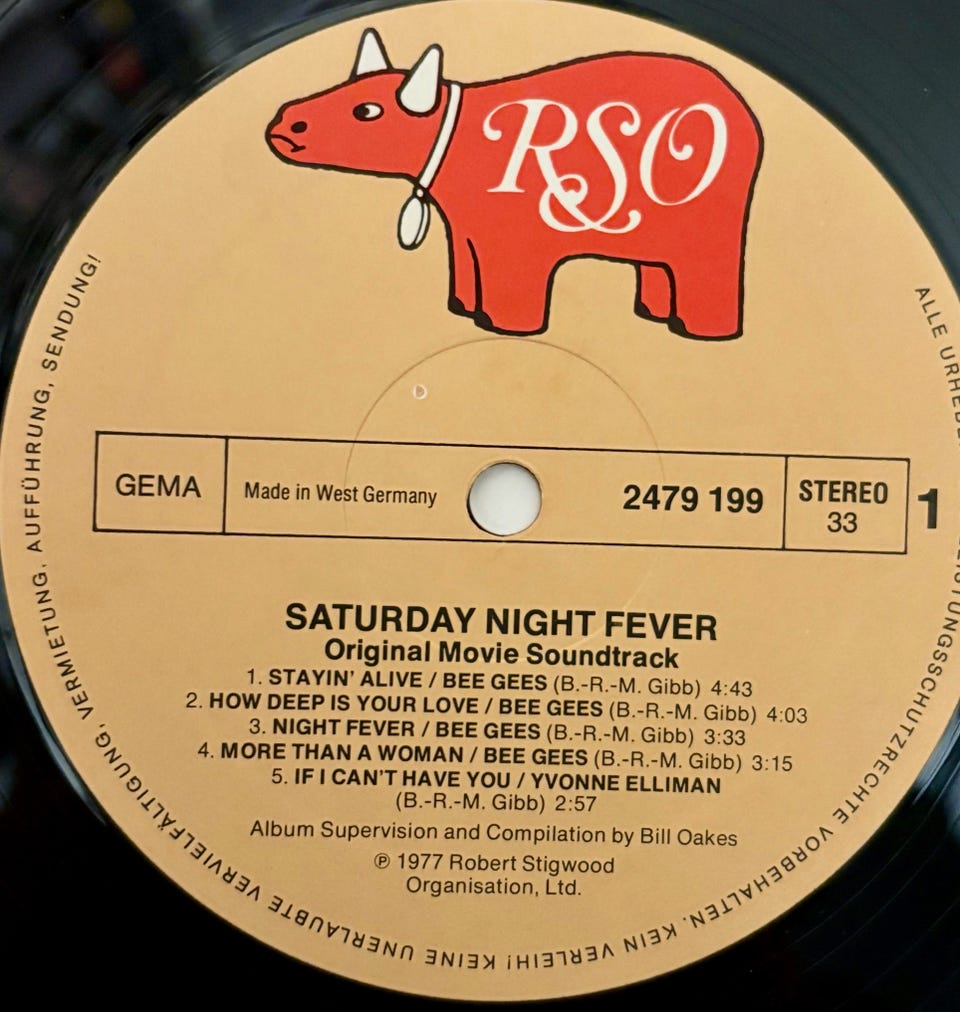 RSO
GEMA
Made in West Germany
2479 199
STEREO
33
1
SATURDAY NIGHT FEVER
Original Movie Soundtrack
1. STAYIN' ALIVE / BEE GEES (B.-R.-M. Gibb) 4:43
2. HOW DEEP IS YOUR LOVE / BEE GEES (B.-R.-M. Gibb) 4:03
3. NIGHT FEVER / BEE GEES (B.-R.-M. Gibb) 3:33
4. MORE THAN A WOMAN / BEE GEES (B.-R.-M. Gibb) 3:15
5. IF I CAN'T HAVE YOU / YVONNE ELLIMAN
(B.-R.-M. Gibb) 2:57
Album Supervision and Compilation by Bill Oakes
℗ 1977 Robert Stigwood
Organisation, Ltd.
ALLE VORBEHALTEN. KEIN VERLEIH! KEINE UNERLAUBTE VERVIELFÄLTIGUNG, VERMIETUNG, AUFFÜHRUNG, SENDUNG!